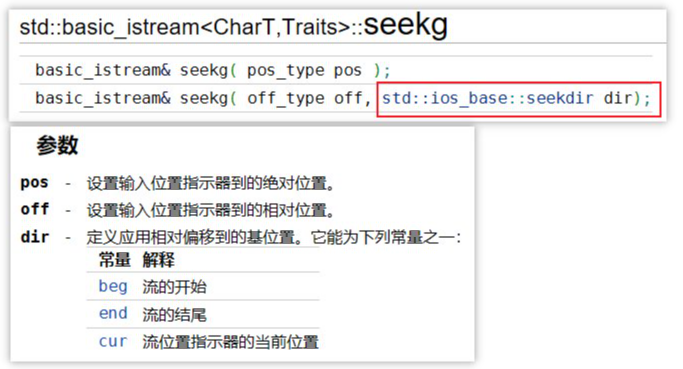 std::basic_istream<CharT,Traits>::seekg
basic_istream& seekg( pos_type pos );
basic_istream& seekg( off_type off, std::ios_base::seekdir dir);
参数
pos - 设置输入位置指示器到的绝对位置。
off - 设置输入位置指示器到的相对位置。
dir - 定义应用相对偏移到的基位置。它能为下列常量之一：
常量 解释
beg 流的开始
end 流的结尾
cur 流位置指示器的当前位置